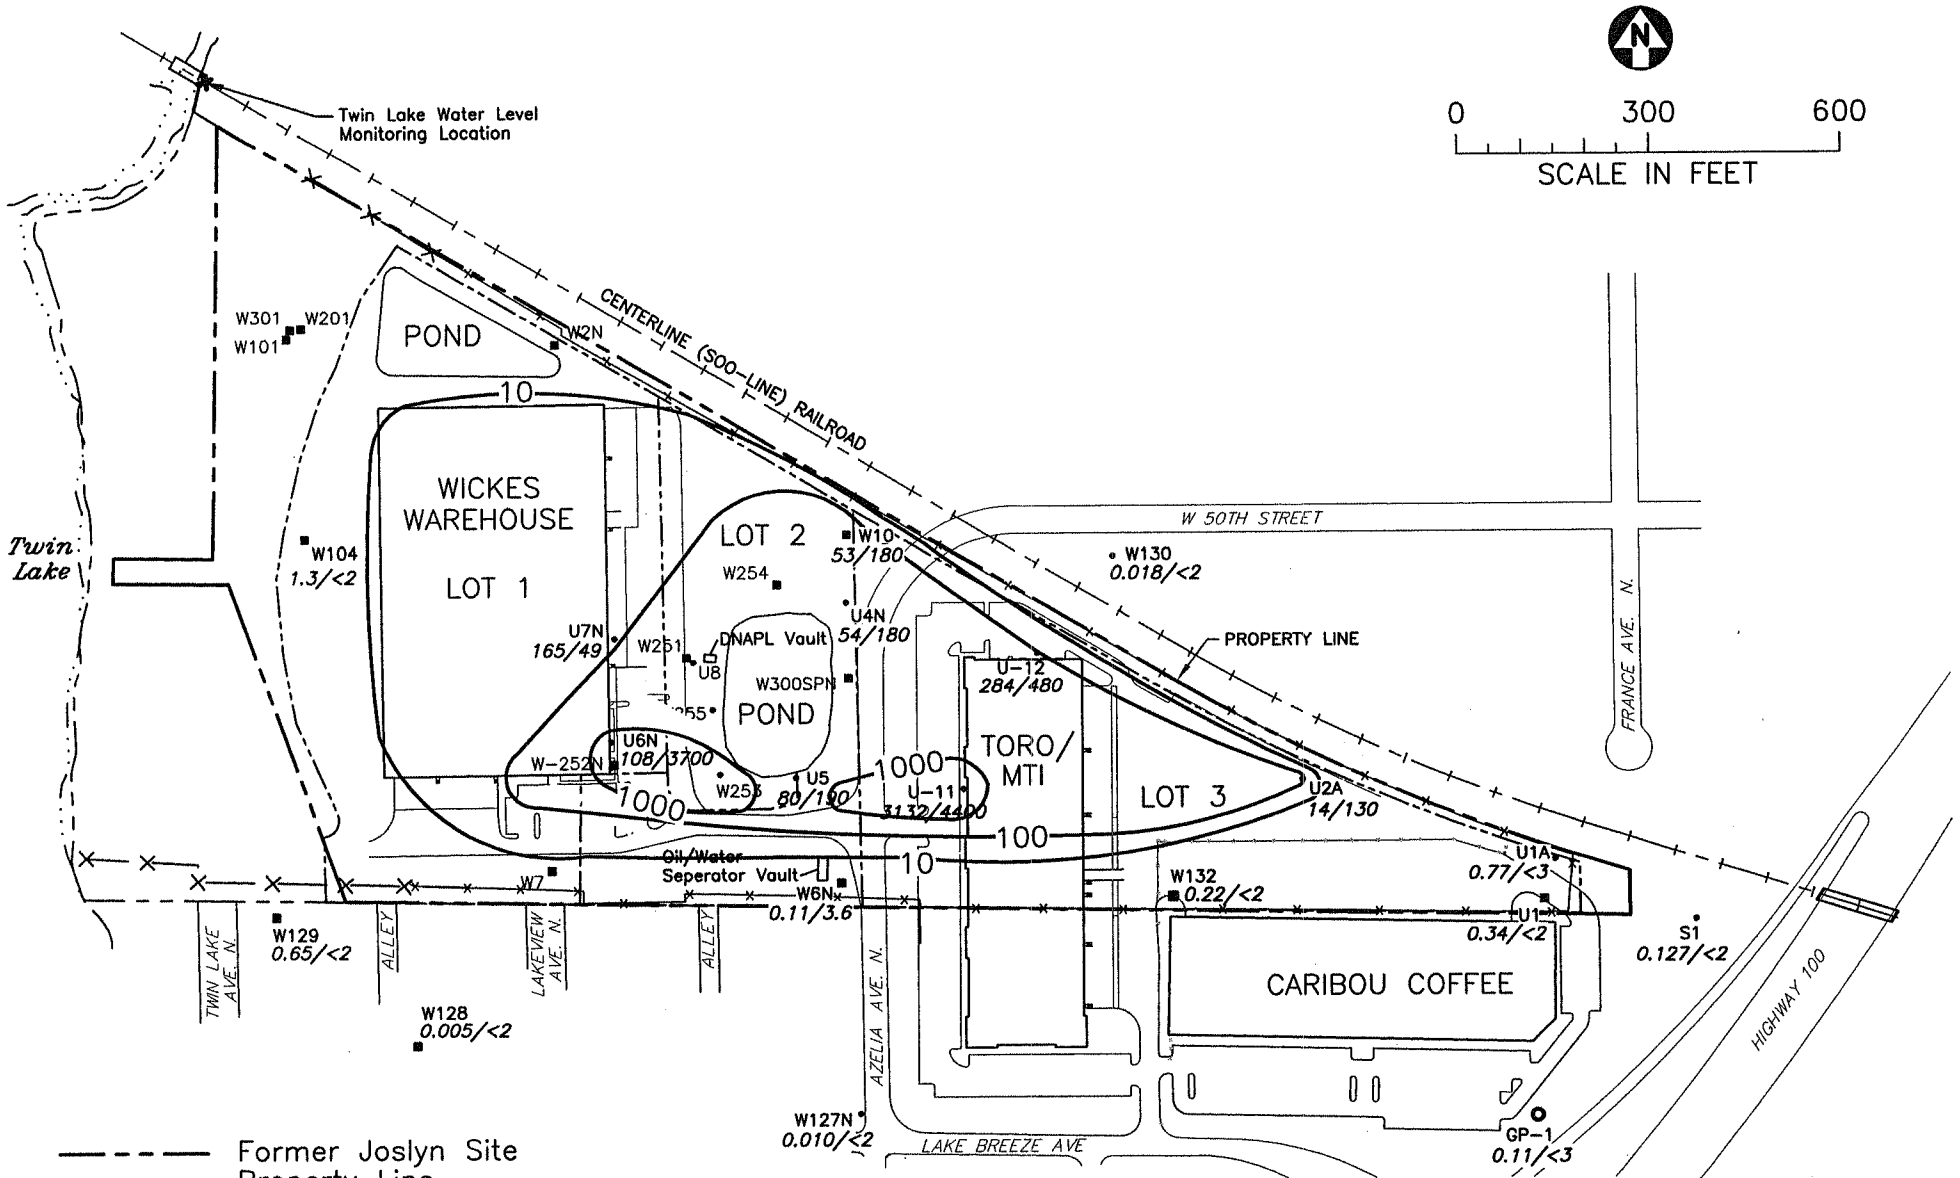 N
0 300 600
SCALE IN FEET
Twin Lake Water Level
Monitoring Location
CENTERLINE (SOO-LINE) RAILROAD
W301
W201
W101
POND
W2N
10
WICKES
WAREHOUSE
LOT 1
LOT 2
W10
53/180
W 50TH STREET
W130
0.018/<2
Twin
Lake
W104
1.3/<2
W254
U4N
54/180
U7N
165/49
DNAPL Vault
W251
U8
W300SPN
POND
PROPERTY LINE
FRANCE AVE. N.
U-12
284/480
U6N
108/3700
W-252N
W253
1000
U5
80/190
1000
U-11
3132/4400
TORO/
MTI
LOT 3
U2A
14/130
100
10
Oil/Water
Seperator Vault
W7
W6N
0.11/3.6
W132
0.22/<2
U1A
0.77/<3
U1
0.34/<2
S1
0.127/<2
W129
0.65/<2
TWIN LAKE
AVE. N.
ALLEY
LAKEVIEW
AVE. N.
ALLEY
AZELIA AVE. N.
CARIBOU COFFEE
HIGHWAY 100
W128
0.005/<2
W127N
0.010/<2
LAKE BREEZE AVE
GP-1
0.11/<3
Former Joslyn Site
Property Line